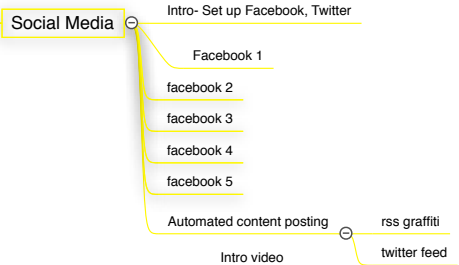 Intro- Set up Facebook, Twitter
Social Media
Facebook 1
facebook 2
facebook 3
facebook 4
facebook 5
Automated content posting
rss graffiti
twitter feed
Intro video